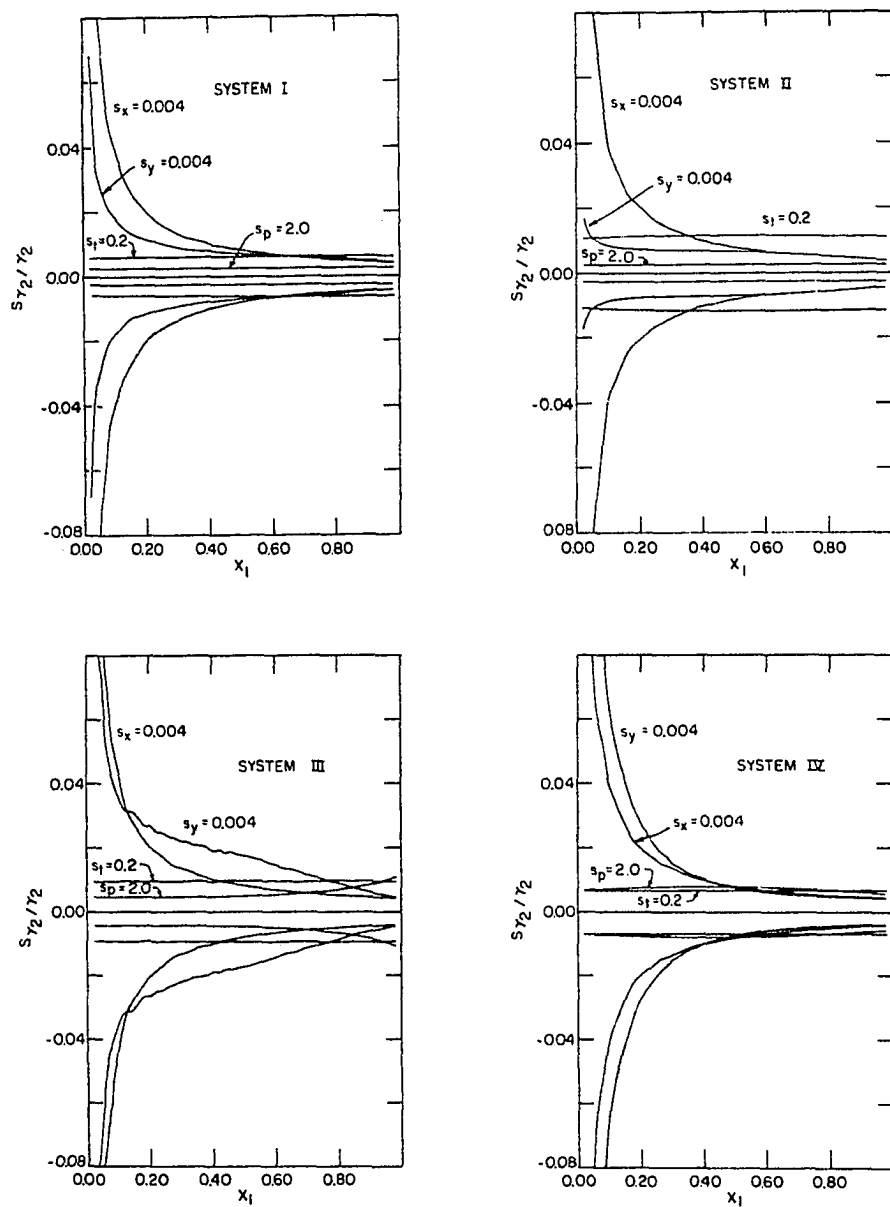 SYSTEM I
s_x = 0.004
s_y = 0.004
s_p = 2.0
s_t = 0.2
0.04
0.00
-0.04
-0.08
S_γ2 / γ2
0.00 0.20 0.40 0.60 0.80
X_1
SYSTEM II
s_x = 0.004
s_y = 0.004
s_t = 0.2
s_p = 2.0
0.04
0.00
-0.04
0.08
S_γ2 / γ2
0.00 0.20 0.40 0.60 0.80
X_1
SYSTEM III
s_x = 0.004
s_y = 0.004
s_t = 0.2
s_p = 2.0
0.04
0.00
-0.04
-0.08
S_γ2 / γ2
0.00 0.20 0.40 0.60 0.80
X_1
SYSTEM IV
s_y = 0.004
s_x = 0.004
s_p = 2.0
s_t = 0.2
0.04
0.00
-0.04
-0.08
S_γ2 / γ2
0.00 0.20 0.40 0.60 0.80
X_1